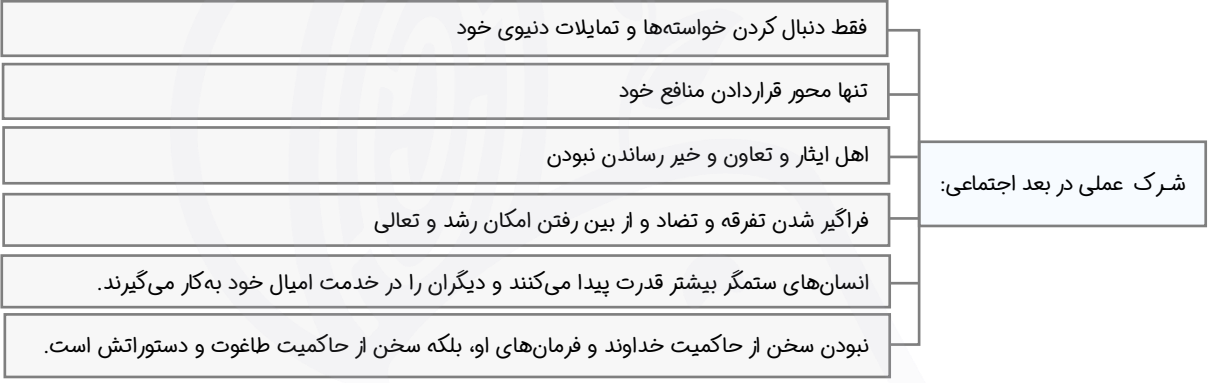 شرک عملی در بعد اجتماعی:
فقط دنبال کردن خواسته‌ها و تمایلات دنیوی خود
تنها محور قراردادن منافع خود
اهل ایثار و تعاون و خیر رساندن نبودن
فراگیر شدن تفرقه و تضاد و از بین رفتن امکان رشد و تعالی
انسان‌های ستمگر بیشتر قدرت پیدا می‌کنند و دیگران را در خدمت امیال خود به‌کار می‌گیرند.
نبودن سخن از حاکمیت خداوند و فرمان‌های او، بلکه سخن از حاکمیت طاغوت و دستوراتش است.